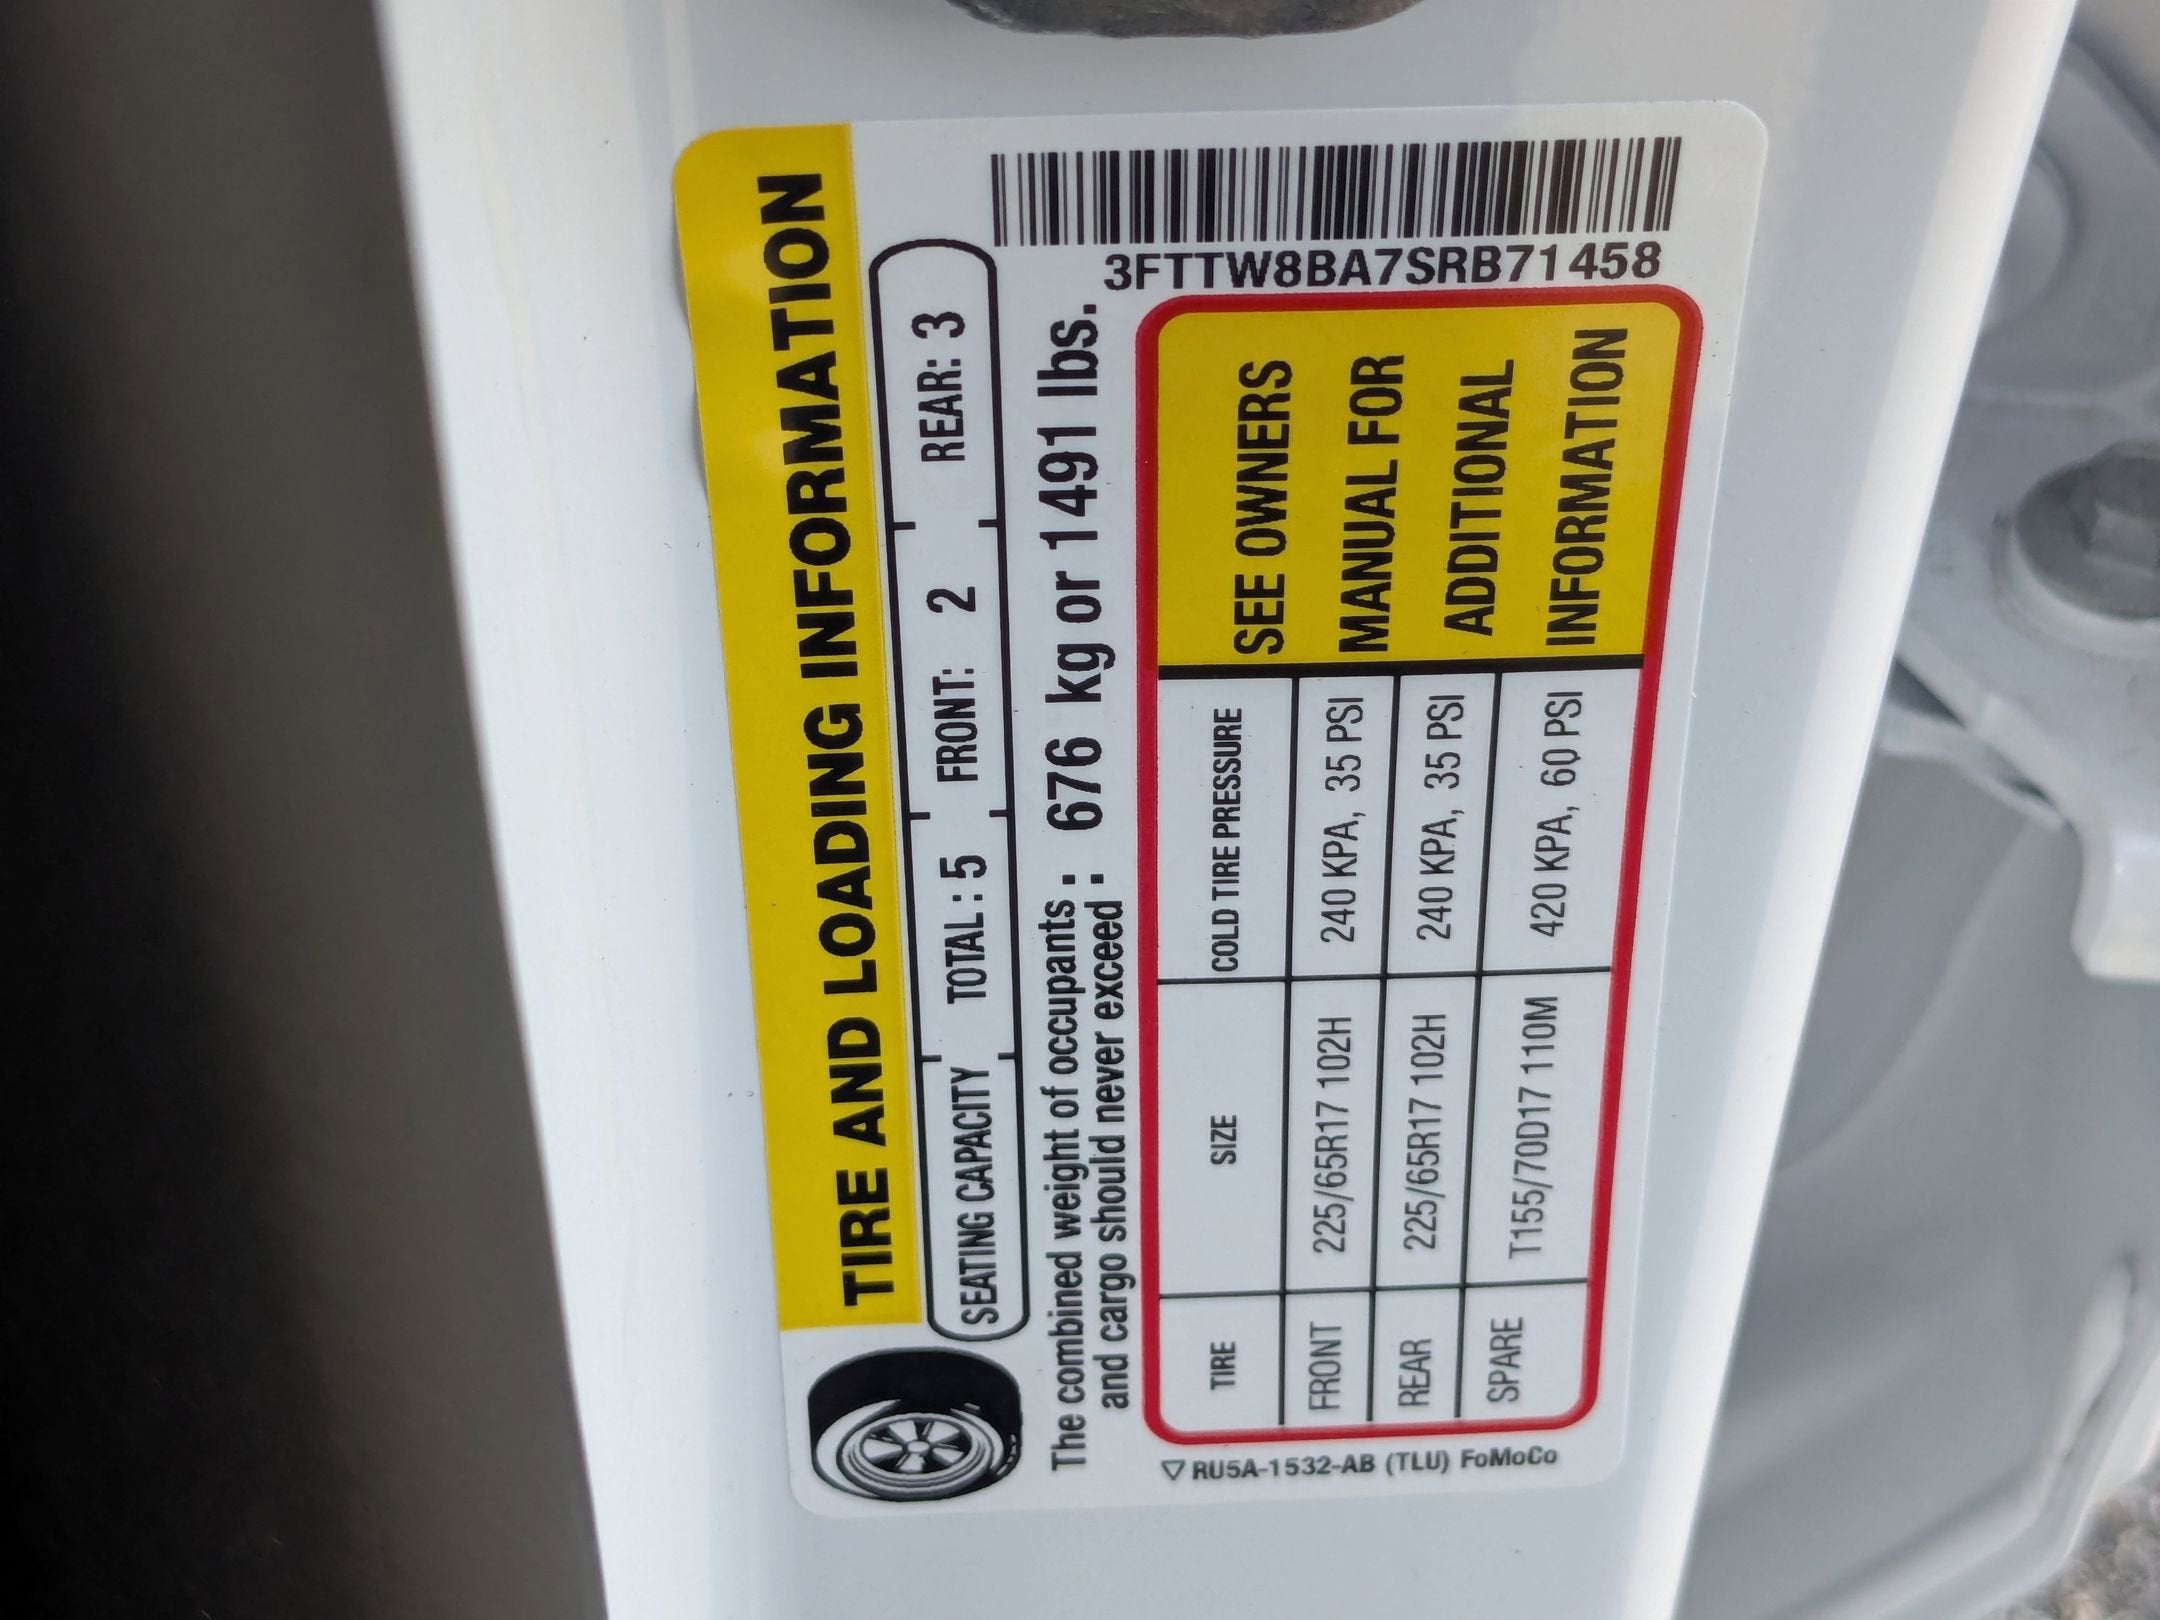 TIRE AND LOADING INFORMATION
SEATING CAPACITY TOTAL : 5 FRONT: 2 REAR: 3
The combined weight of occupants :
and cargo should never exceed : 676 kg or 1491 lbs.
3FTTW8BA7SRB71458
TIRE SIZE COLD TIRE PRESSURE
FRONT 225/65R17 102H 240 KPA, 35 PSI
REAR 225/65R17 102H 240 KPA, 35 PSI
SPARE T155/70D17 110M 420 KPA, 60 PSI
SEE OWNERS
MANUAL FOR
ADDITIONAL
INFORMATION
▽ RU5A-1532-AB (TLU) FoMoCo